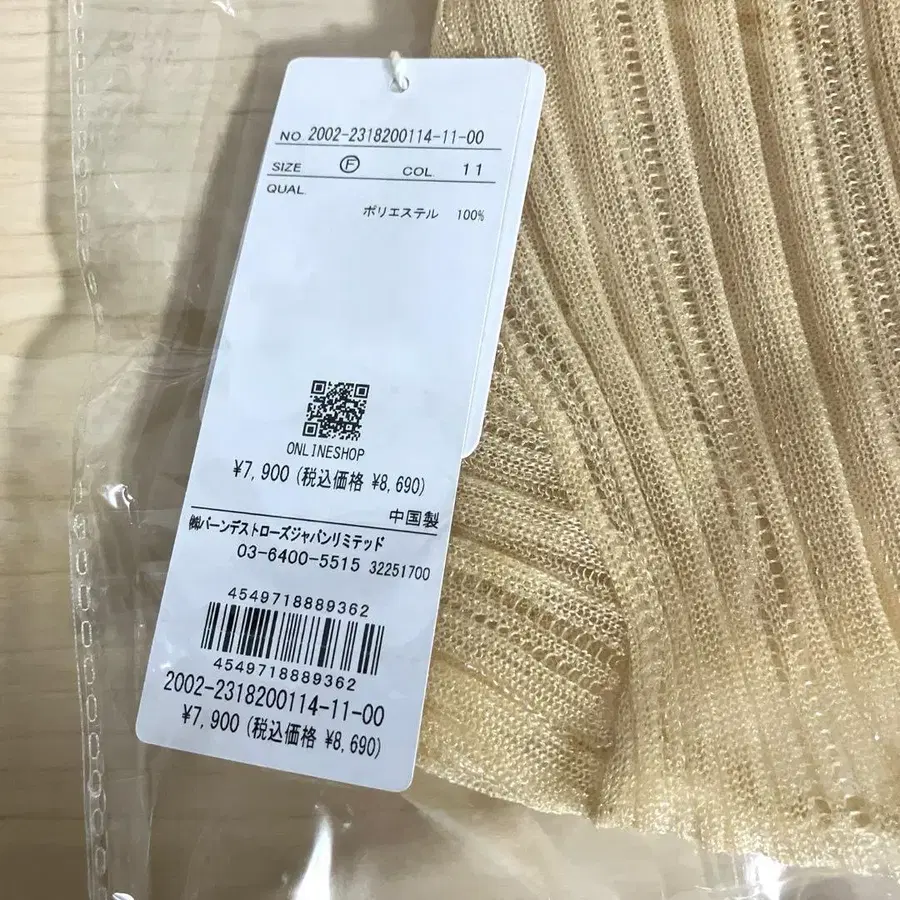 NO. 2002-2318200114-11-00
SIZE Ⓕ COL. 11
QUAL.
ポリエステル 100%
ONLINESHOP
¥7,900 (税込価格 ¥8,690)
中国製
㈱バーンデストローズジャパンリミテッド
03-6400-5515 32251700
4549718889362
4549718889362
2002-2318200114-11-00
¥7,900 (税込価格 ¥8,690)